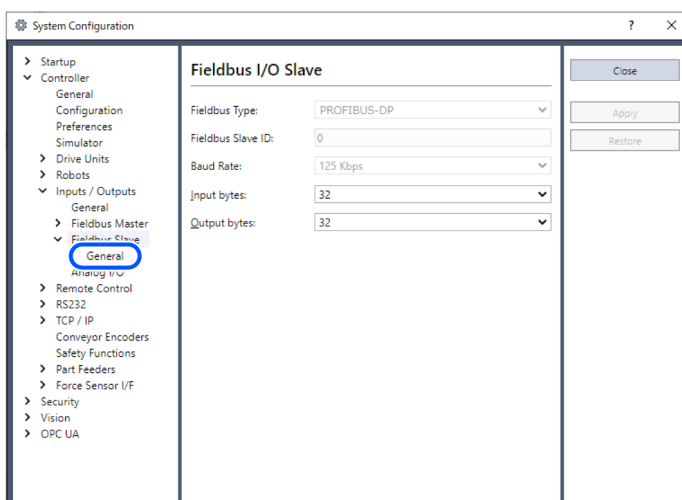 System Configuration
?
Startup
Controller
General
Configuration
Preferences
Simulator
Drive Units
Robots
Inputs / Outputs
General
Fieldbus Master
Fieldbus Slave
General
Analog I/O
Remote Control
RS232
TCP / IP
Conveyor Encoders
Safety Functions
Part Feeders
Force Sensor I/F
Security
Vision
OPC UA
Fieldbus I/O Slave
Fieldbus Type: PROFIBUS-DP
Fieldbus Slave ID: 0
Baud Rate: 125 Kbps
Input bytes: 32
Output bytes: 32
Close
Apply
Restore